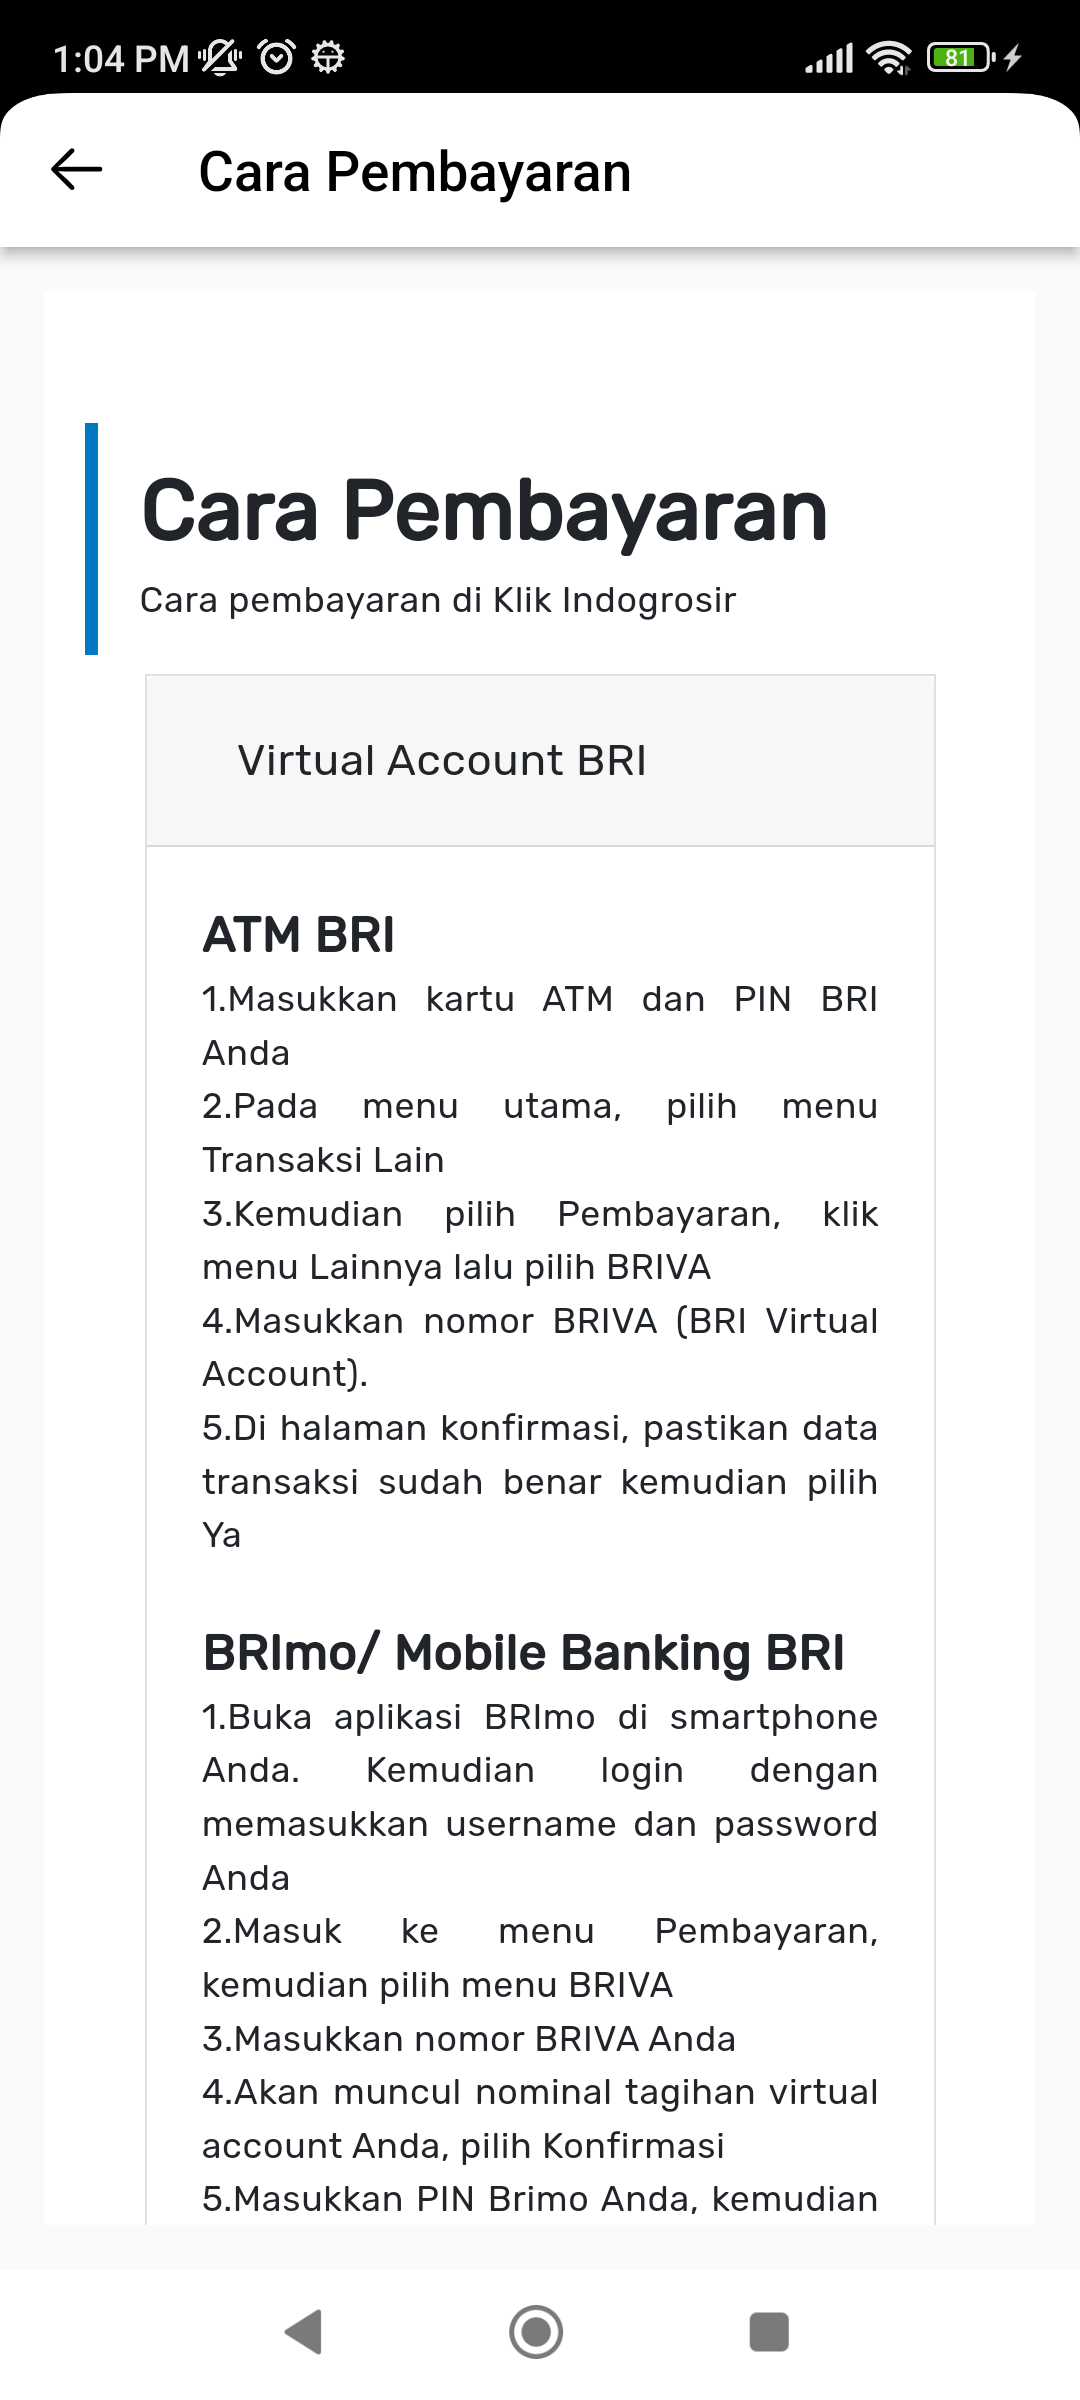 1:04 PM
81
Cara Pembayaran
Cara Pembayaran
Cara pembayaran di Klik Indogrosir
Virtual Account BRI
ATM BRI
1.Masukkan kartu ATM dan PIN BRI
Anda
2.Pada menu utama, pilih menu
Transaksi Lain
3.Kemudian pilih Pembayaran, klik
menu Lainnya lalu pilih BRIVA
4.Masukkan nomor BRIVA (BRI Virtual
Account).
5.Di halaman konfirmasi, pastikan data
transaksi sudah benar kemudian pilih
Ya
BRImo/ Mobile Banking BRI
1.Buka aplikasi BRImo di smartphone
Anda. Kemudian login dengan
memasukkan username dan password
Anda
2.Masuk ke menu Pembayaran,
kemudian pilih menu BRIVA
3.Masukkan nomor BRIVA Anda
4.Akan muncul nominal tagihan virtual
account Anda, pilih Konfirmasi
5.Masukkan PIN Brimo Anda, kemudian